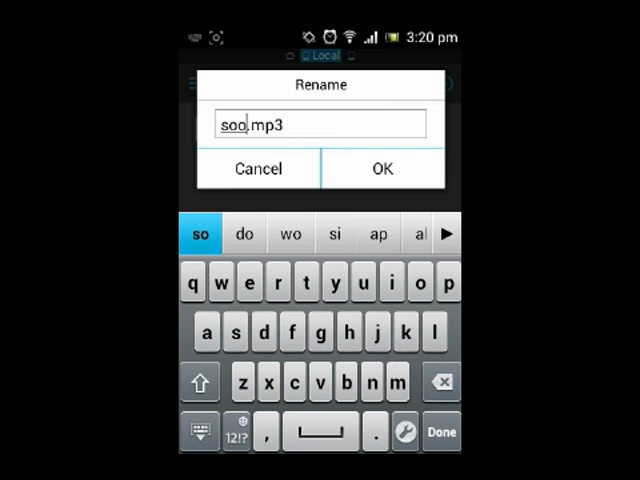 3:20 pm
Local
Rename
soo.mp3
Cancel OK
so do wo si ap al
q w e r t y u i o p
a s d f g h j k l
z x c v b n m
12!? , . Done